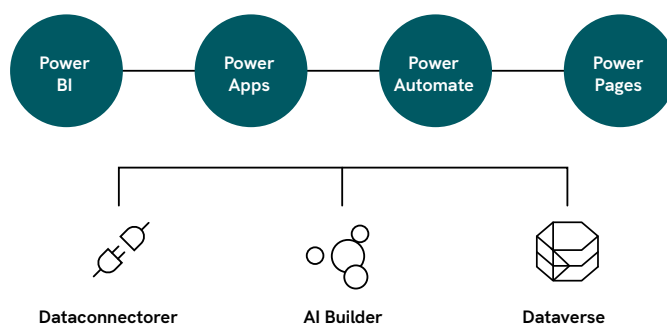 Power
BI
Power
Apps
Power
Automate
Power
Pages
Dataconnectorer
AI Builder
Dataverse